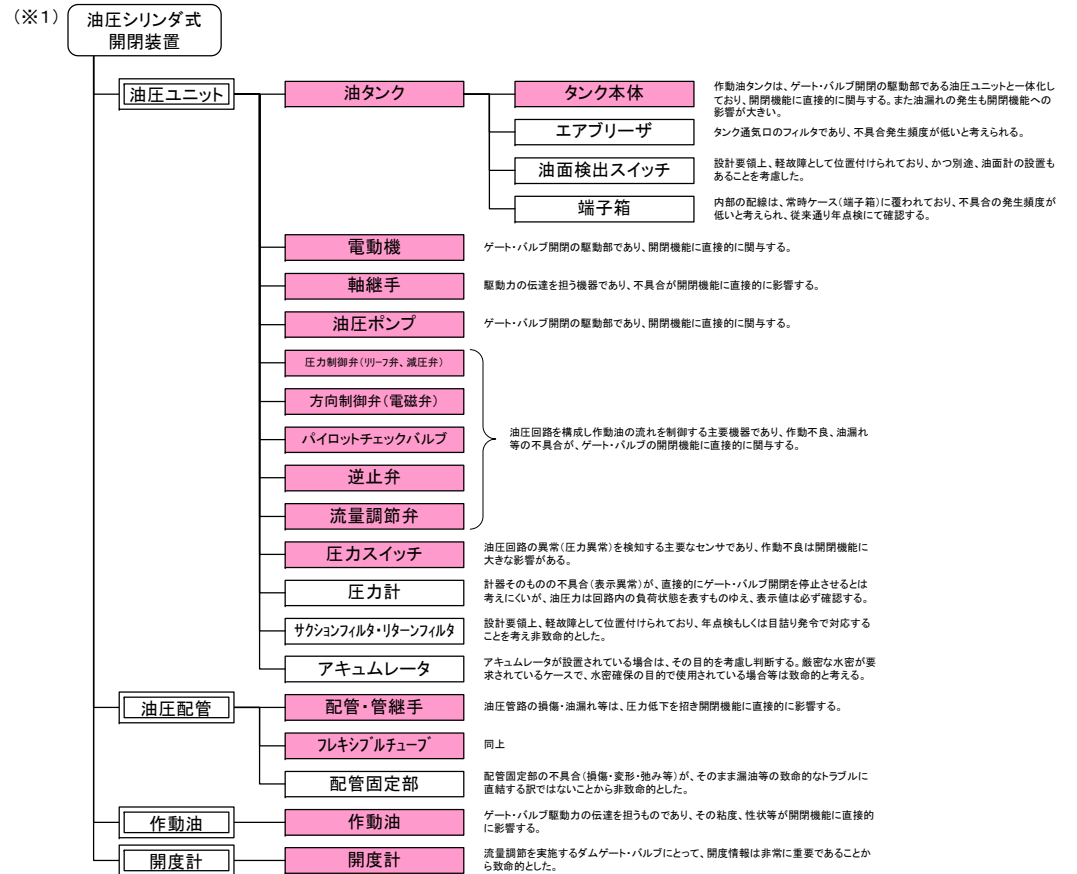 (※1)
油圧シリンダ式
開閉装置
油圧ユニット
油タンク
タンク本体
作動油タンクは、ゲート・バルブ開閉の駆動部である油圧ユニットと一体化し
ており、開閉機能に直接的に関与する。また油漏れの発生も開閉機能への
影響が大きい。
エアブリーザ
タンク通気口のフィルタであり、不具合発生頻度が低いと考えられる。
油面検出スイッチ
設計要領上、軽故障として位置付けられており、かつ別途、油面計の設置も
あることを考慮した。
端子箱
内部の配線は、常時ケース(端子箱)に覆われており、不具合の発生頻度が
低いと考えられ、従来通り年点検にて確認する。
電動機
ゲート・バルブ開閉の駆動部であり、開閉機能に直接的に関与する。
軸継手
駆動力の伝達を担う機器であり、不具合が開閉機能に直接的に影響する。
油圧ポンプ
ゲート・バルブ開閉の駆動部であり、開閉機能に直接的に関与する。
圧力制御弁(リリーフ弁、減圧弁)
方向制御弁(電磁弁)
パイロットチェックバルブ
逆止弁
流量調節弁
油圧回路を構成し作動油の流れを制御する主要機器であり、作動不良、油漏れ
等の不具合が、ゲート・バルブの開閉機能に直接的に関与する。
圧力スイッチ
油圧回路の異常(圧力異常)を検知する主要なセンサであり、作動不良は開閉機能に
大きな影響がある。
圧力計
計器そのものの不具合(表示異常)が、直接的にゲート・バルブ開閉を停止させるとは
考えにくいが、油圧力は回路内の負荷状態を表すものゆえ、表示値は必ず確認する。
サクションフィルタ・リターンフィルタ
設計要領上、軽故障として位置付けられており、年点検もしくは目詰り発令で対応する
ことを考え非致命的とした。
アキュムレータ
アキュムレータが設置されている場合は、その目的を考慮し判断する。厳密な水密が要
求されているケースで、水密確保の目的で使用されている場合等は致命的と考える。
油圧配管
配管・管継手
油圧管路の損傷・油漏れ等は、圧力低下を招き開閉機能に直接的に影響する。
フレキシブルチューブ
同上
配管固定部
配管固定部の不具合(損傷・変形・弛み等)が、そのまま漏油等の致命的なトラブルに
直結する訳ではないことから非致命的とした。
作動油
作動油
ゲート・バルブ駆動力の伝達を担うものであり、その粘度、性状等が開閉機能に直接的
に影響する。
開度計
開度計
流量調節を実施するダムゲート・バルブにとって、開度情報は非常に重要であることか
ら致命的とした。